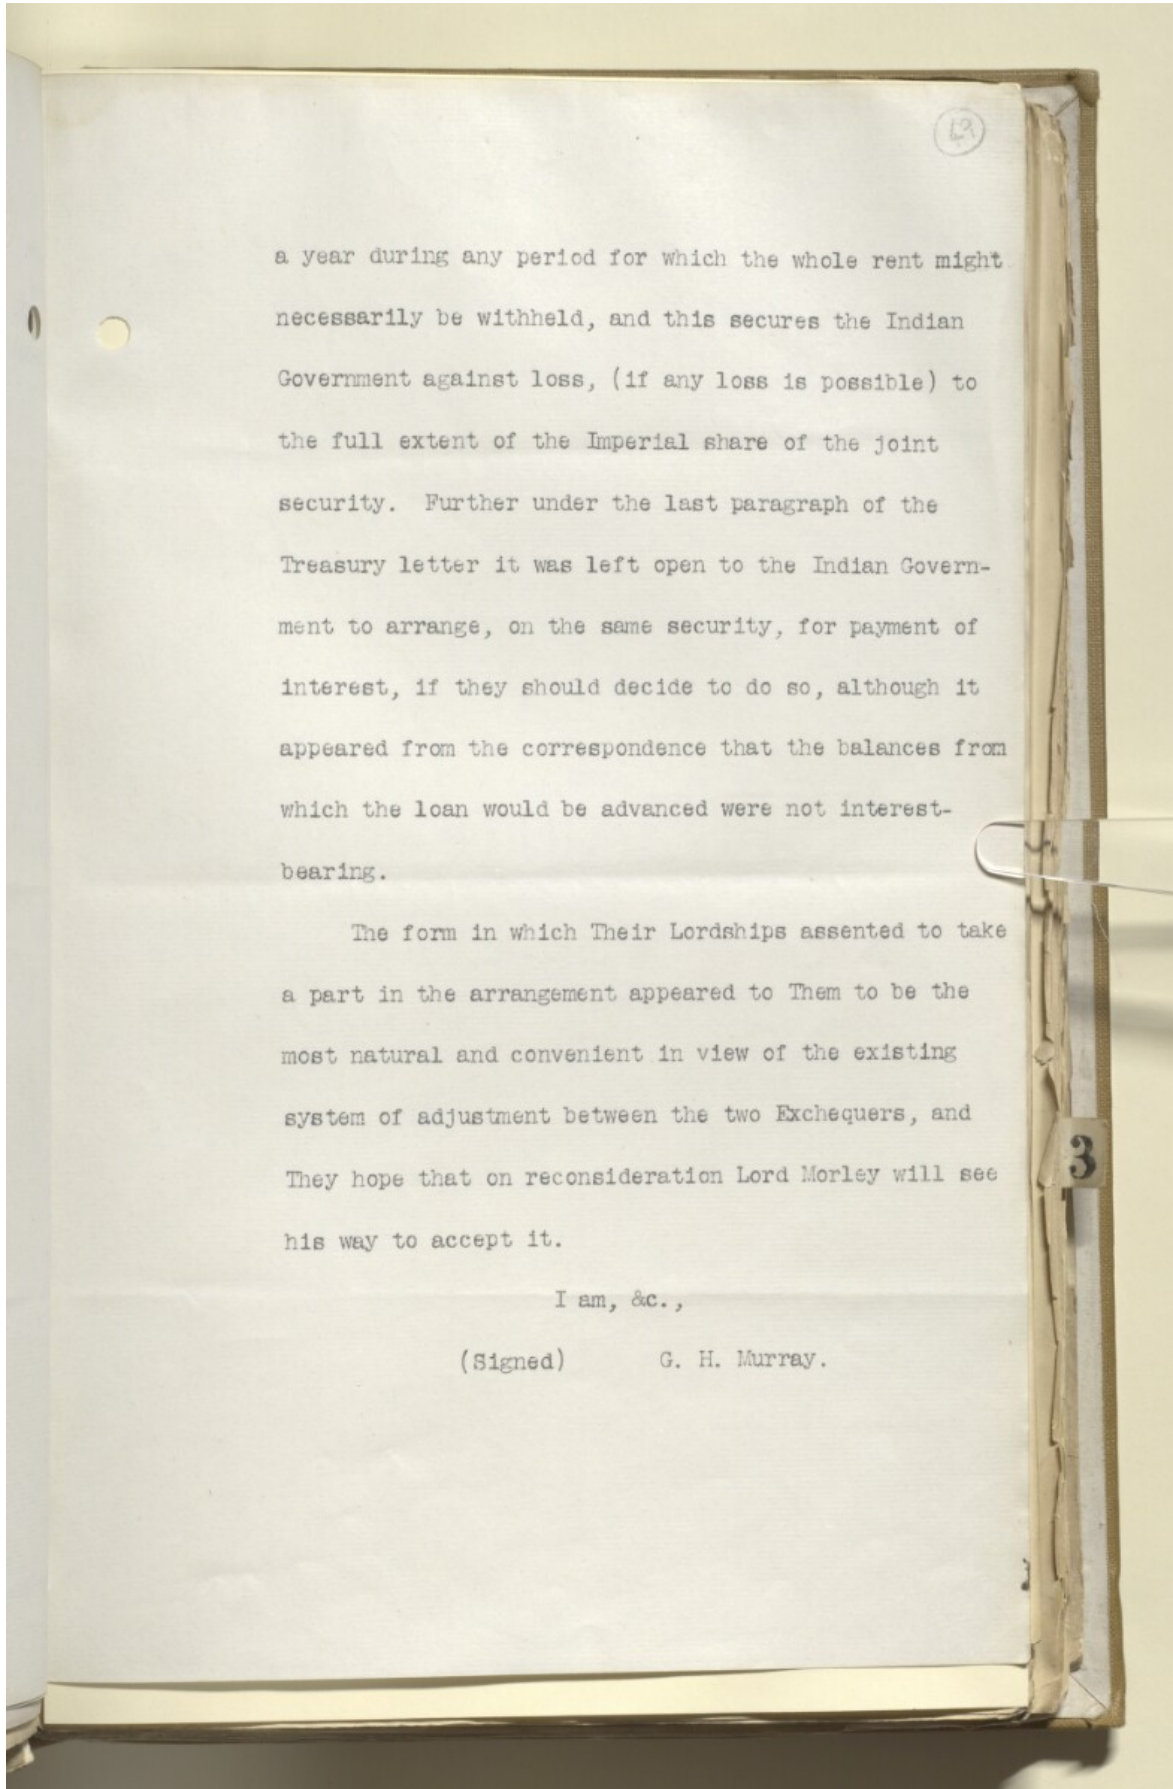 49
a year during any period for which the whole rent might
necessarily be withheld, and this secures the Indian
Government against loss, (if any loss is possible) to
the full extent of the Imperial share of the joint
security.  Further under the last paragraph of the
Treasury letter it was left open to the Indian Govern-
ment to arrange, on the same security, for payment of
interest, if they should decide to do so, although it
appeared from the correspondence that the balances from
which the loan would be advanced were not interest-
bearing.
The form in which Their Lordships assented to take
a part in the arrangement appeared to Them to be the
most natural and convenient in view of the existing
system of adjustment between the two Exchequers, and
They hope that on reconsideration Lord Morley will see
his way to accept it.
I am, &c.,
(Signed) G. H. Murray.
3